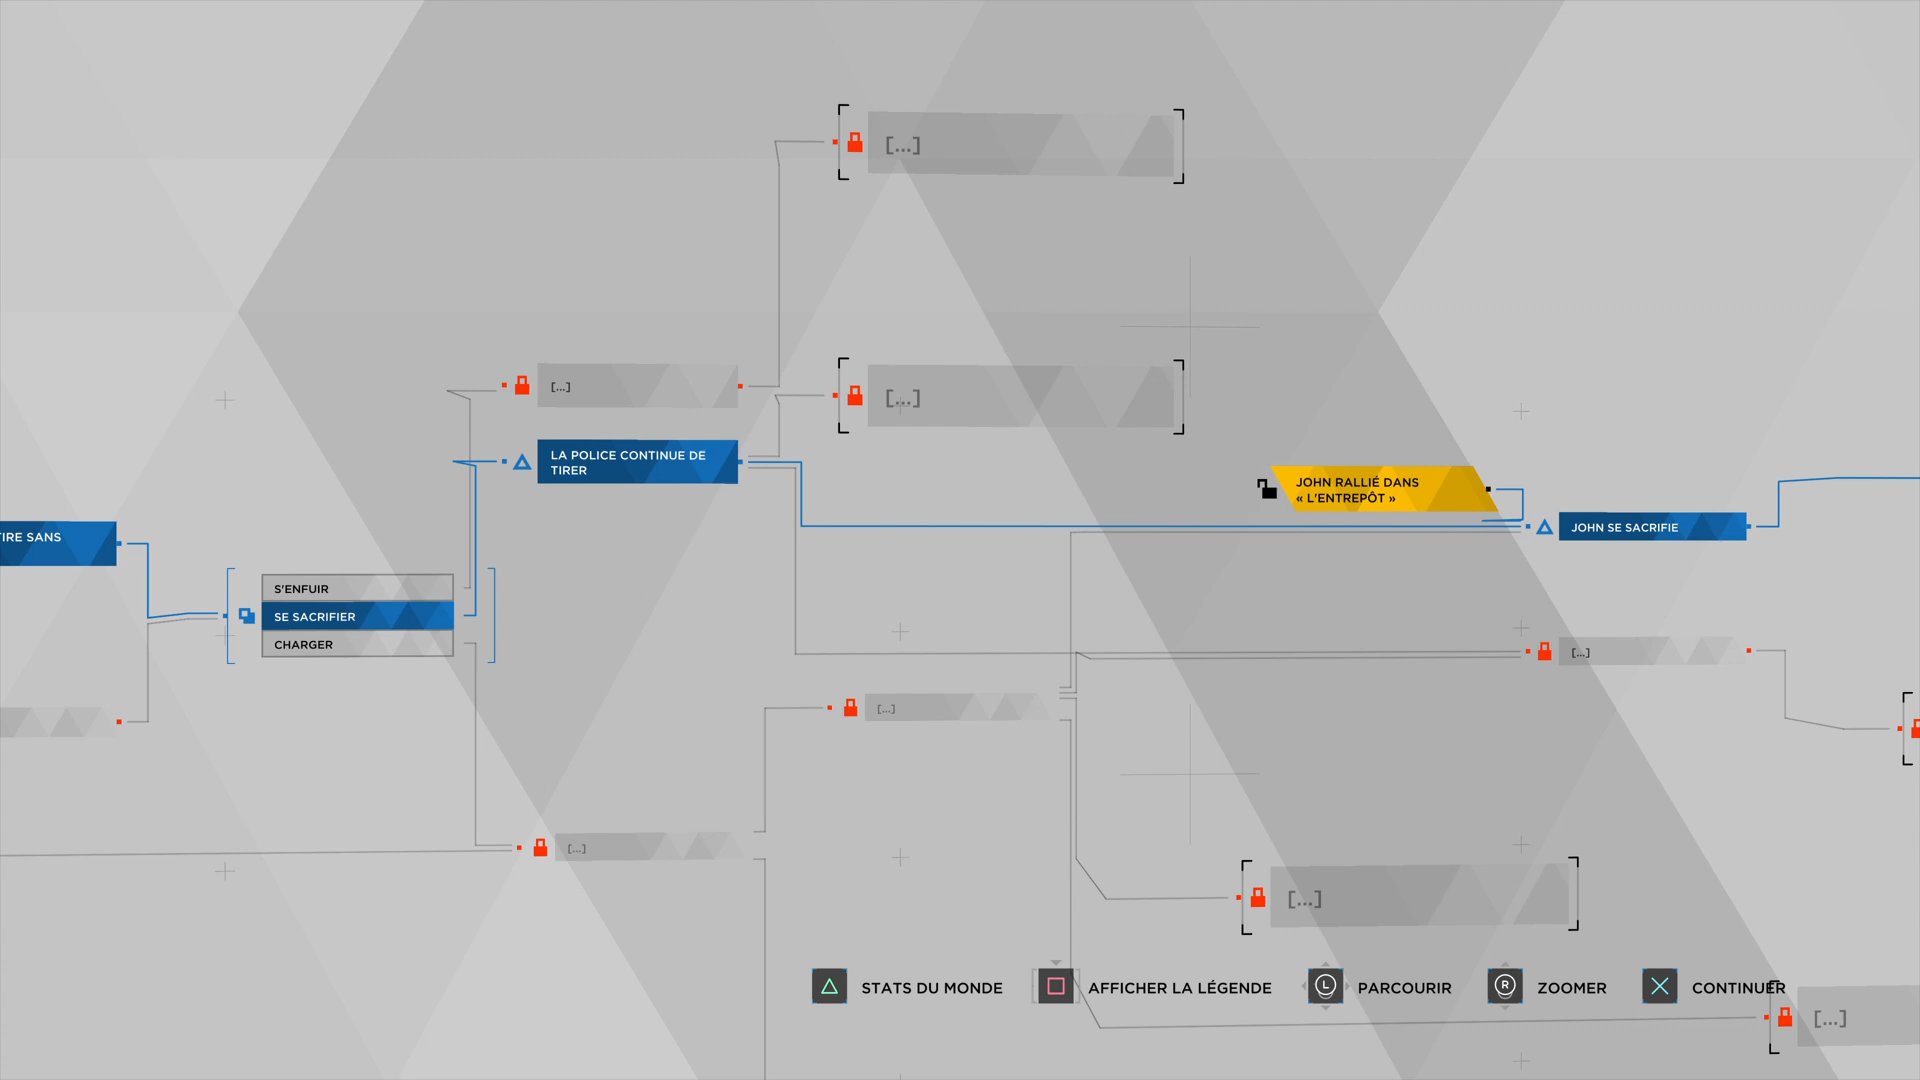 [...]
[...]
[...]
LA POLICE CONTINUE DE
TIRER
JOHN RALLIÉ DANS
« L'ENTREPÔT »
JOHN SE SACRIFIE
TIRE SANS
S'ENFUIR
SE SACRIFIER
CHARGER
[...]
[...]
[...]
[...]
STATS DU MONDE
AFFICHER LA LÉGENDE
L
PARCOURIR
R
ZOOMER
CONTINUER
[...]